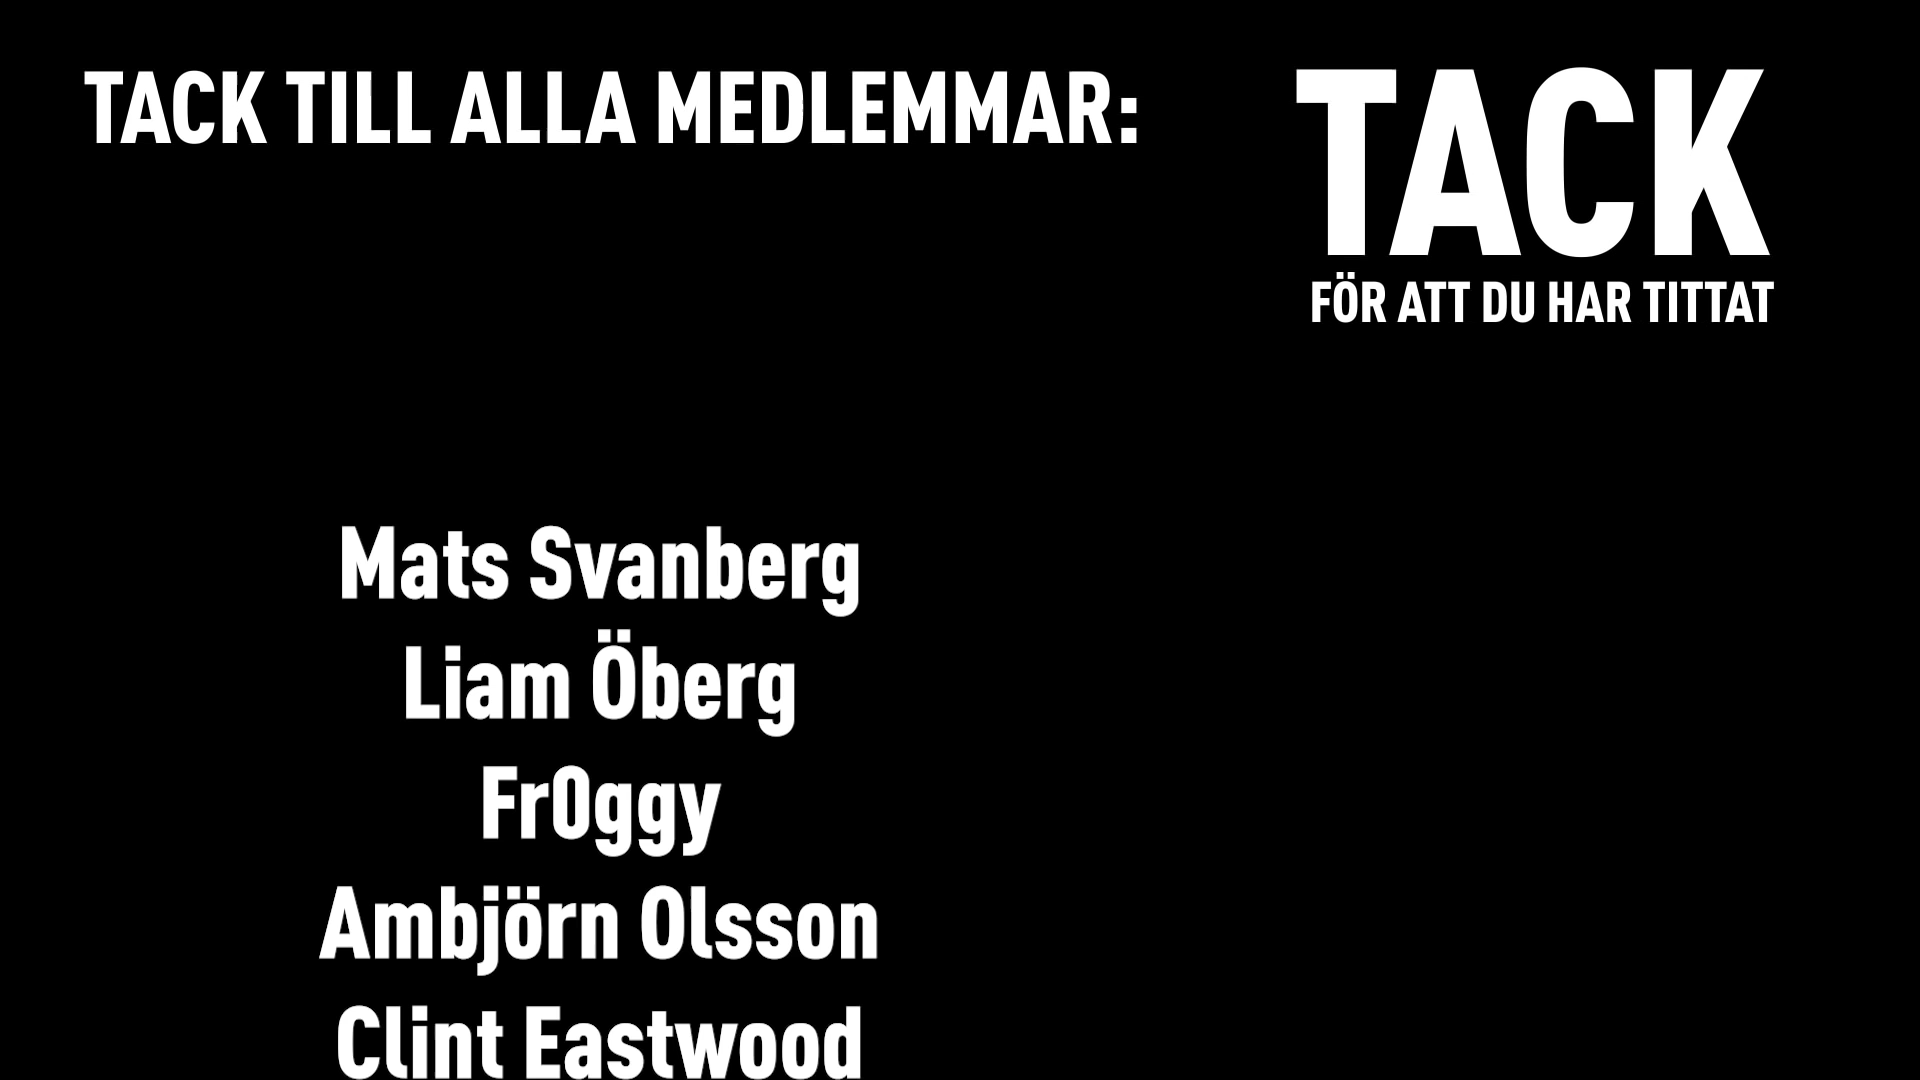 TACK TILL ALLA MEDLEMMAR:
TACK
FÖR ATT DU HAR TITTAT
Mats Svanberg
Liam Öberg
Fr0ggy
Ambjörn Olsson
Clint Eastwood